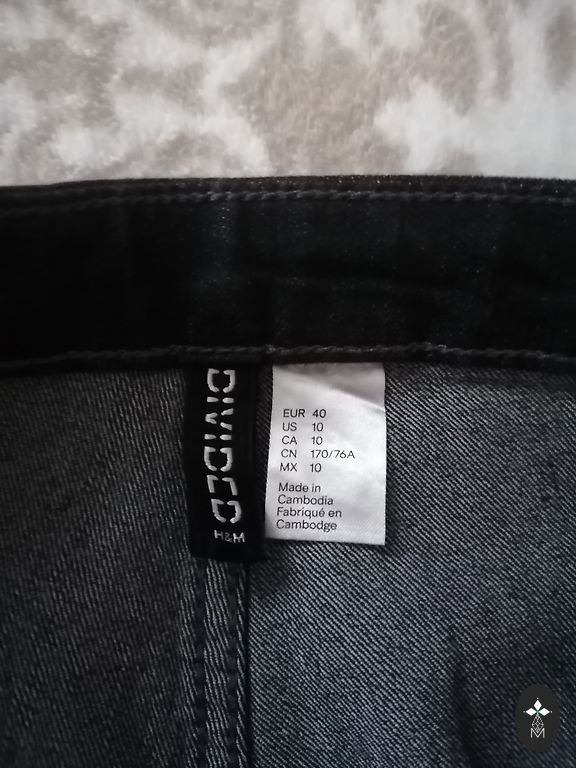 DIVIDED
H&M
EUR 40
US 10
CA 10
CN 170/76A
MX 10
Made in
Cambodia
Fabriqué en
Cambodge
M